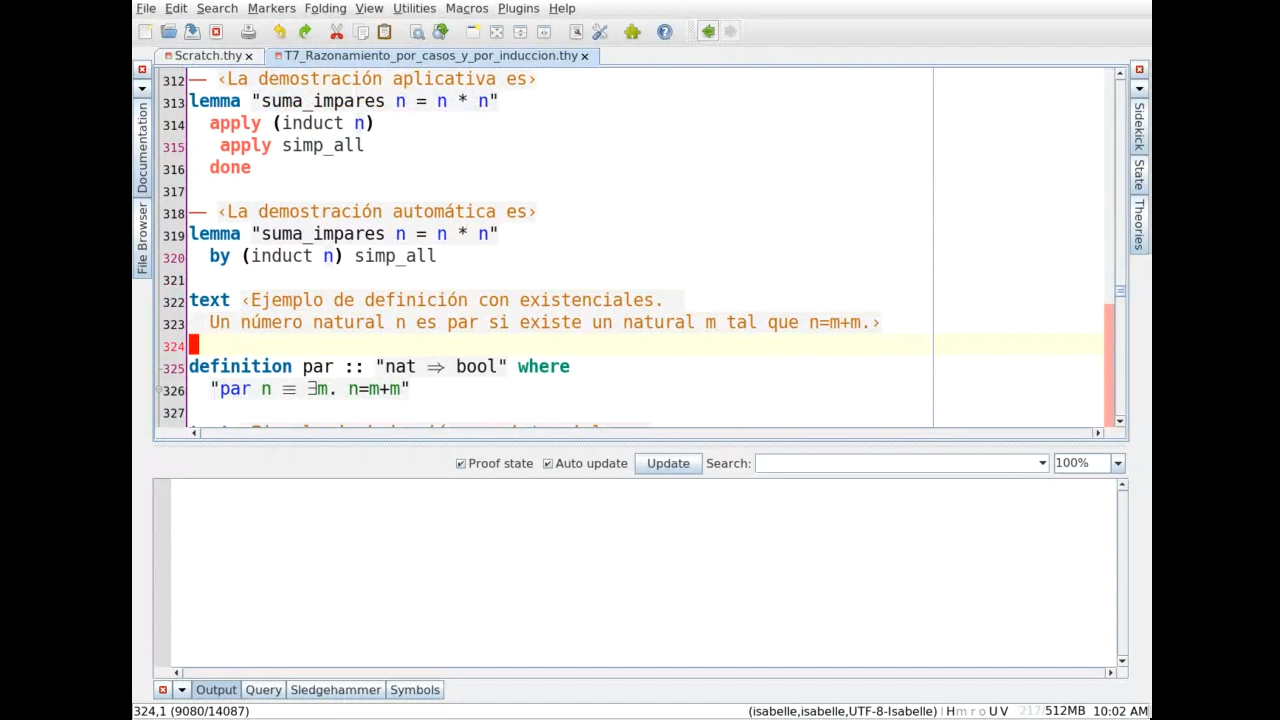 File Edit Search Markers Folding View Utilities Macros Plugins Help
Scratch.thy
T7_Razonamiento_por_casos_y_por_induccion.thy
Documentation
File Browser
312 — ‹La demostración aplicativa es›
313 lemma "suma_impares n = n * n"
314 apply (induct n)
315 apply simp_all
316 done
317
318 — ‹La demostración automática es›
319 lemma "suma_impares n = n * n"
320 by (induct n) simp_all
321
322 text ‹Ejemplo de definición con existenciales.
323 Un número natural n es par si existe un natural m tal que n=m+m.›
324
325 definition par :: "nat ⇒ bool" where
326 "par n ≡ ∃m. n=m+m"
327
Sidekick
State
Theories
Proof state Auto update Update Search: 100%
Output Query Sledgehammer Symbols
324,1 (9080/14087) (isabelle,isabelle,UTF-8-Isabelle) H m r o U V 217/512MB 10:02 AM